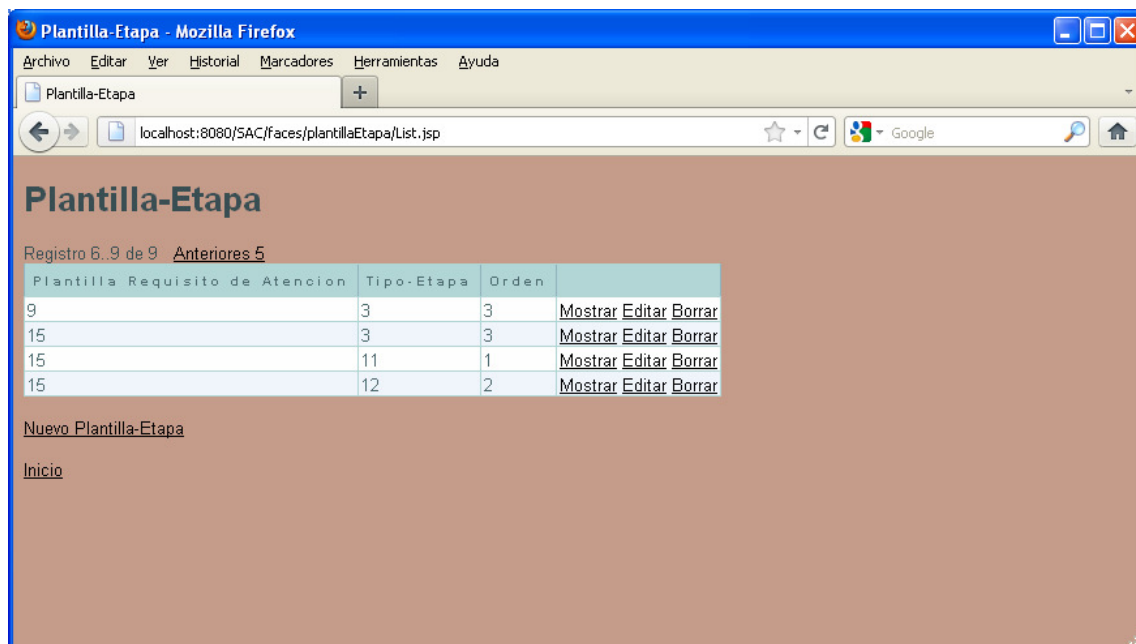 Plantilla-Etapa - Mozilla Firefox
Archivo Editar Ver Historial Marcadores Herramientas Ayuda
Plantilla-Etapa +
localhost:8080/SAC/faces/plantillaEtapa/List.jsp Google
Plantilla-Etapa
Registro 6..9 de 9 Anteriores 5
Plantilla Requisito de Atencion Tipo-Etapa Orden
9 3 3 Mostrar Editar Borrar
15 3 3 Mostrar Editar Borrar
15 11 1 Mostrar Editar Borrar
15 12 2 Mostrar Editar Borrar
Nuevo Plantilla-Etapa
Inicio